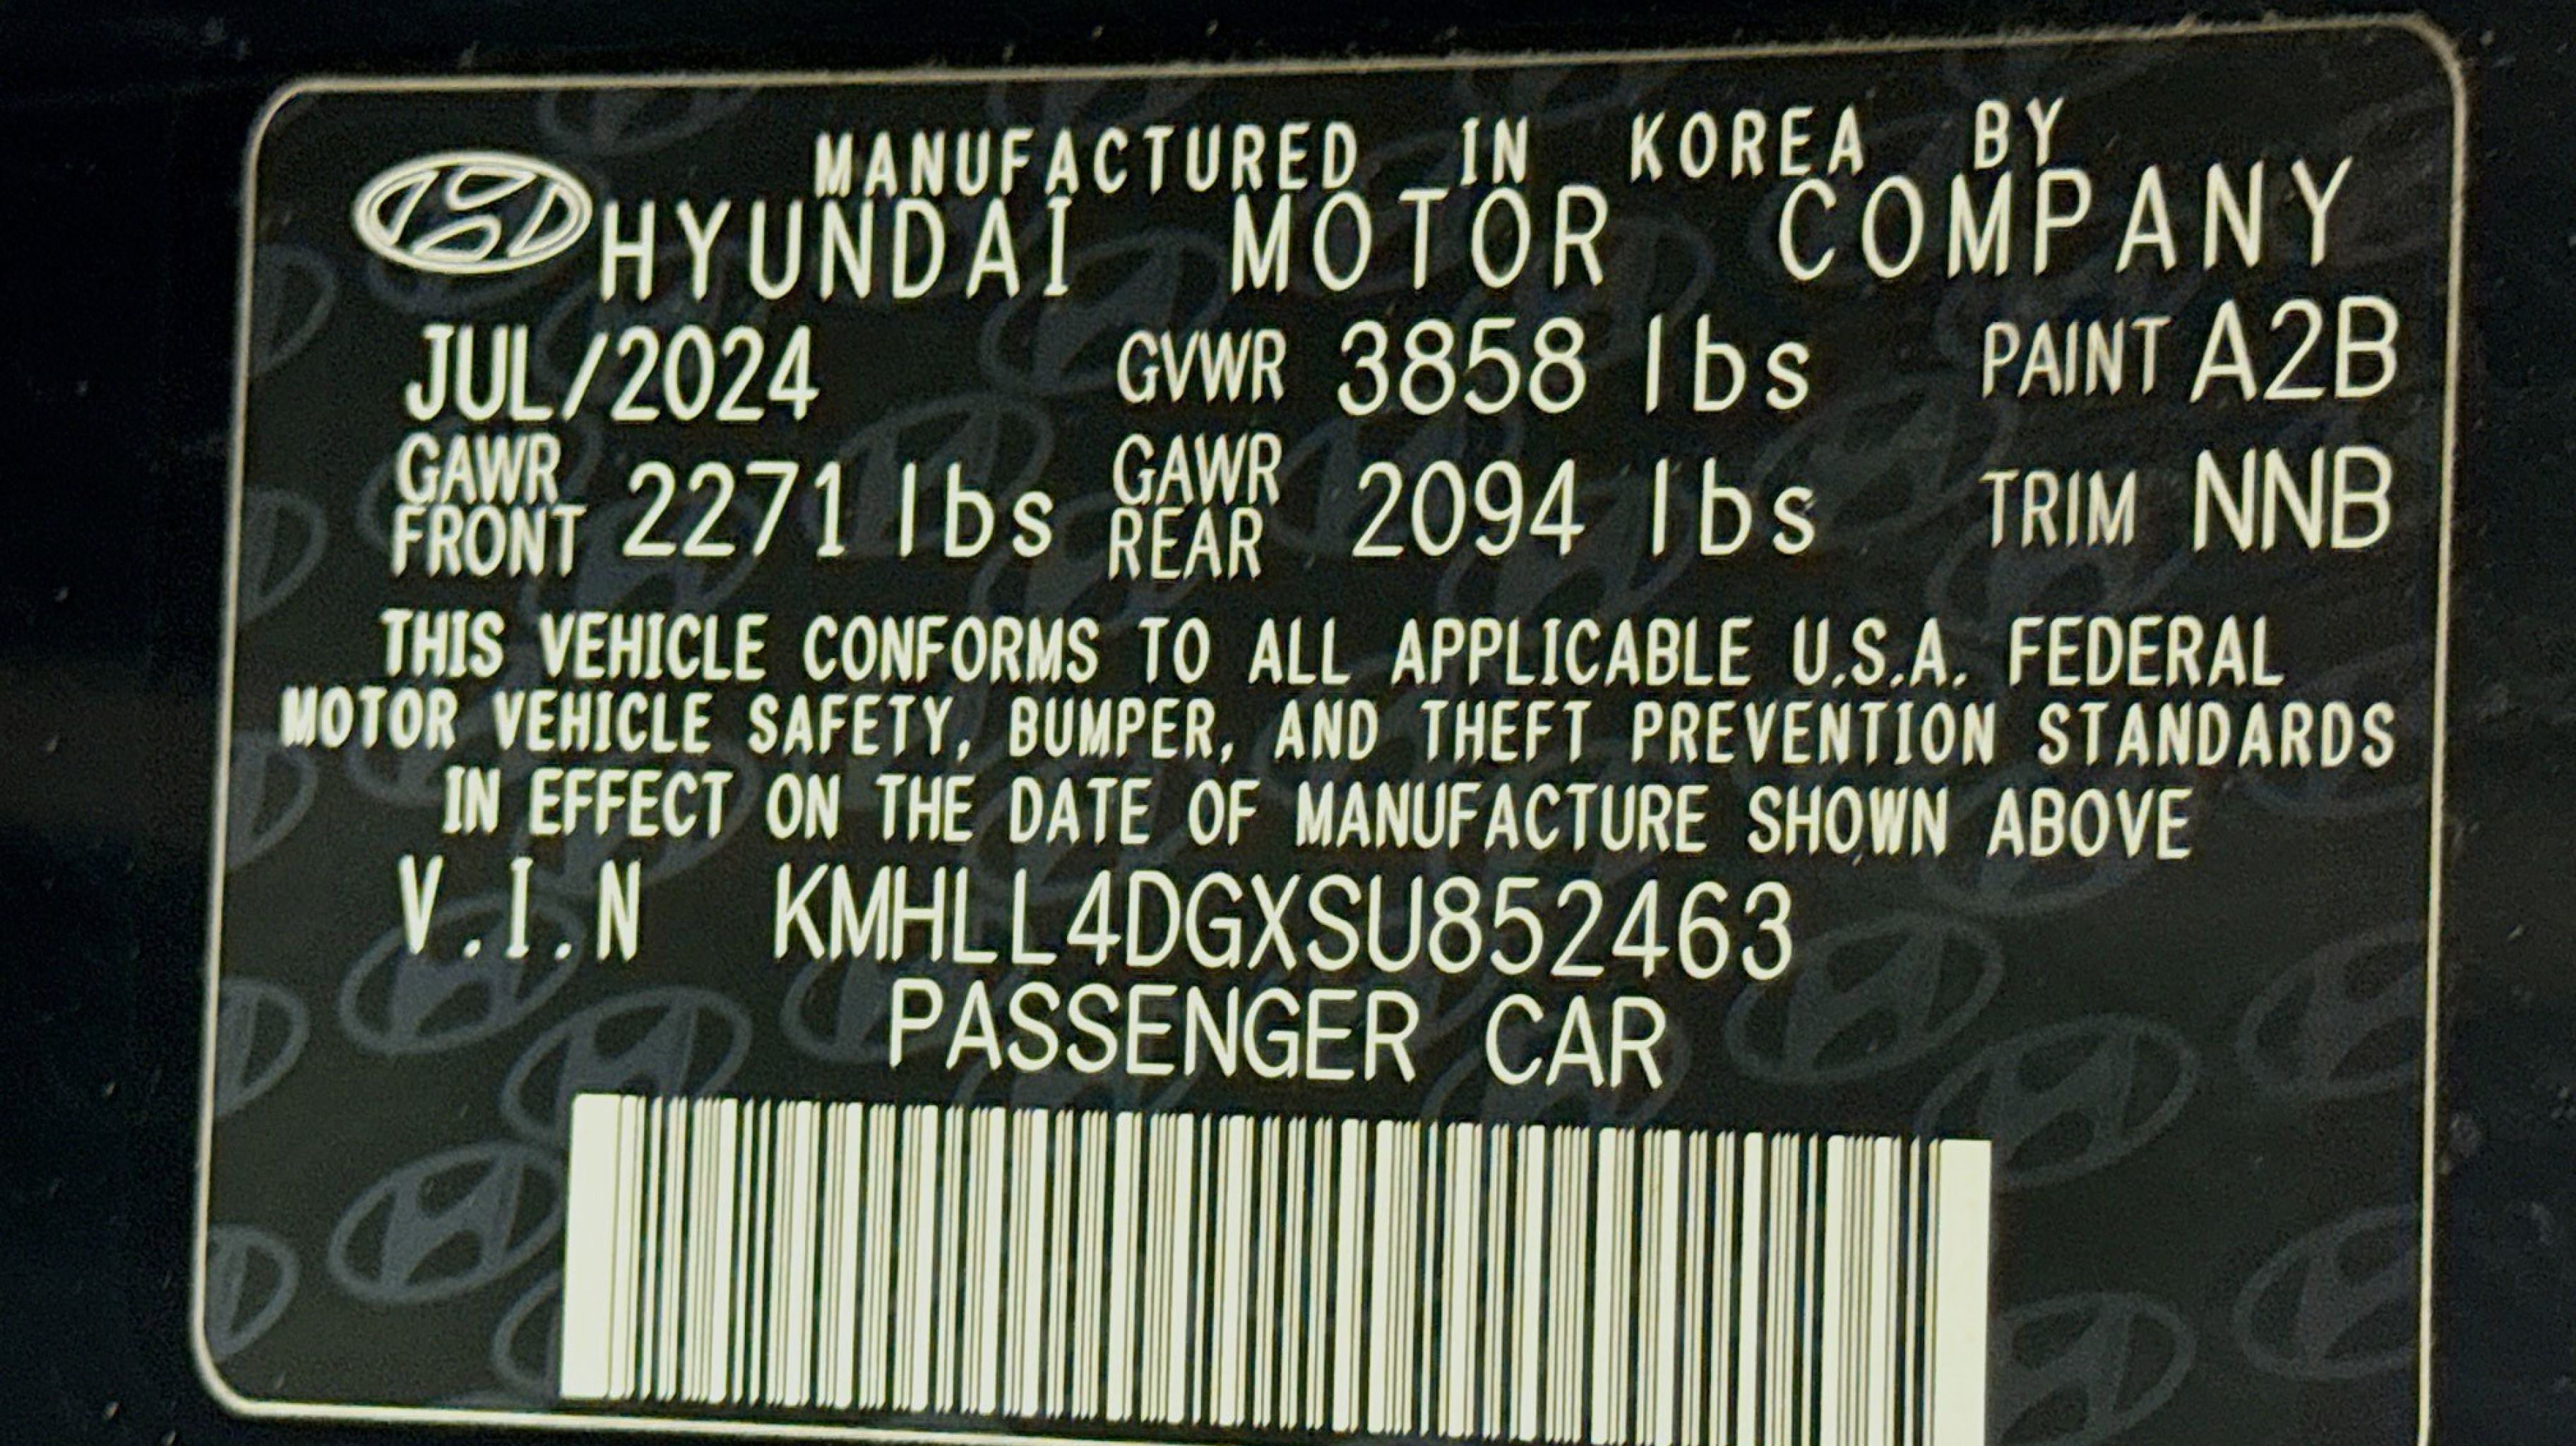 MANUFACTURED IN KOREA BY
HYUNDAI MOTOR COMPANY
JUL/2024 GVWR 3858 lbs PAINT A2B
GAWR FRONT 2271 lbs GAWR REAR 2094 lbs TRIM NNB
THIS VEHICLE CONFORMS TO ALL APPLICABLE U.S.A. FEDERAL
MOTOR VEHICLE SAFETY, BUMPER, AND THEFT PREVENTION STANDARDS
IN EFFECT ON THE DATE OF MANUFACTURE SHOWN ABOVE
V.I.N KMHLL4DGXSU852463
PASSENGER CAR